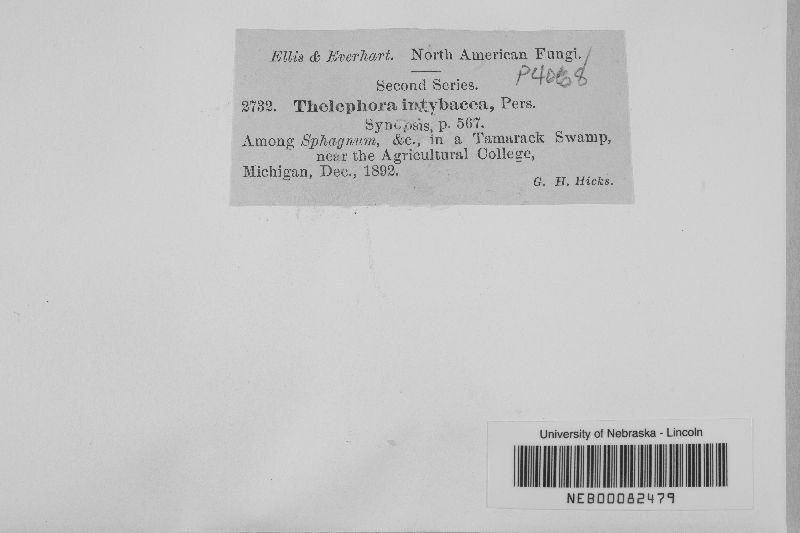 Ellis & Everhart. North American Fungi.
Second Series.
2732. Thelephora intybacea, Pers.
Synopsis, p. 567.
Among Sphagnum, &c., in a Tamarack Swamp,
near the Agricultural College,
Michigan, Dec., 1892.
G. H. Hicks.
University of Nebraska - Lincoln
NEB00082479